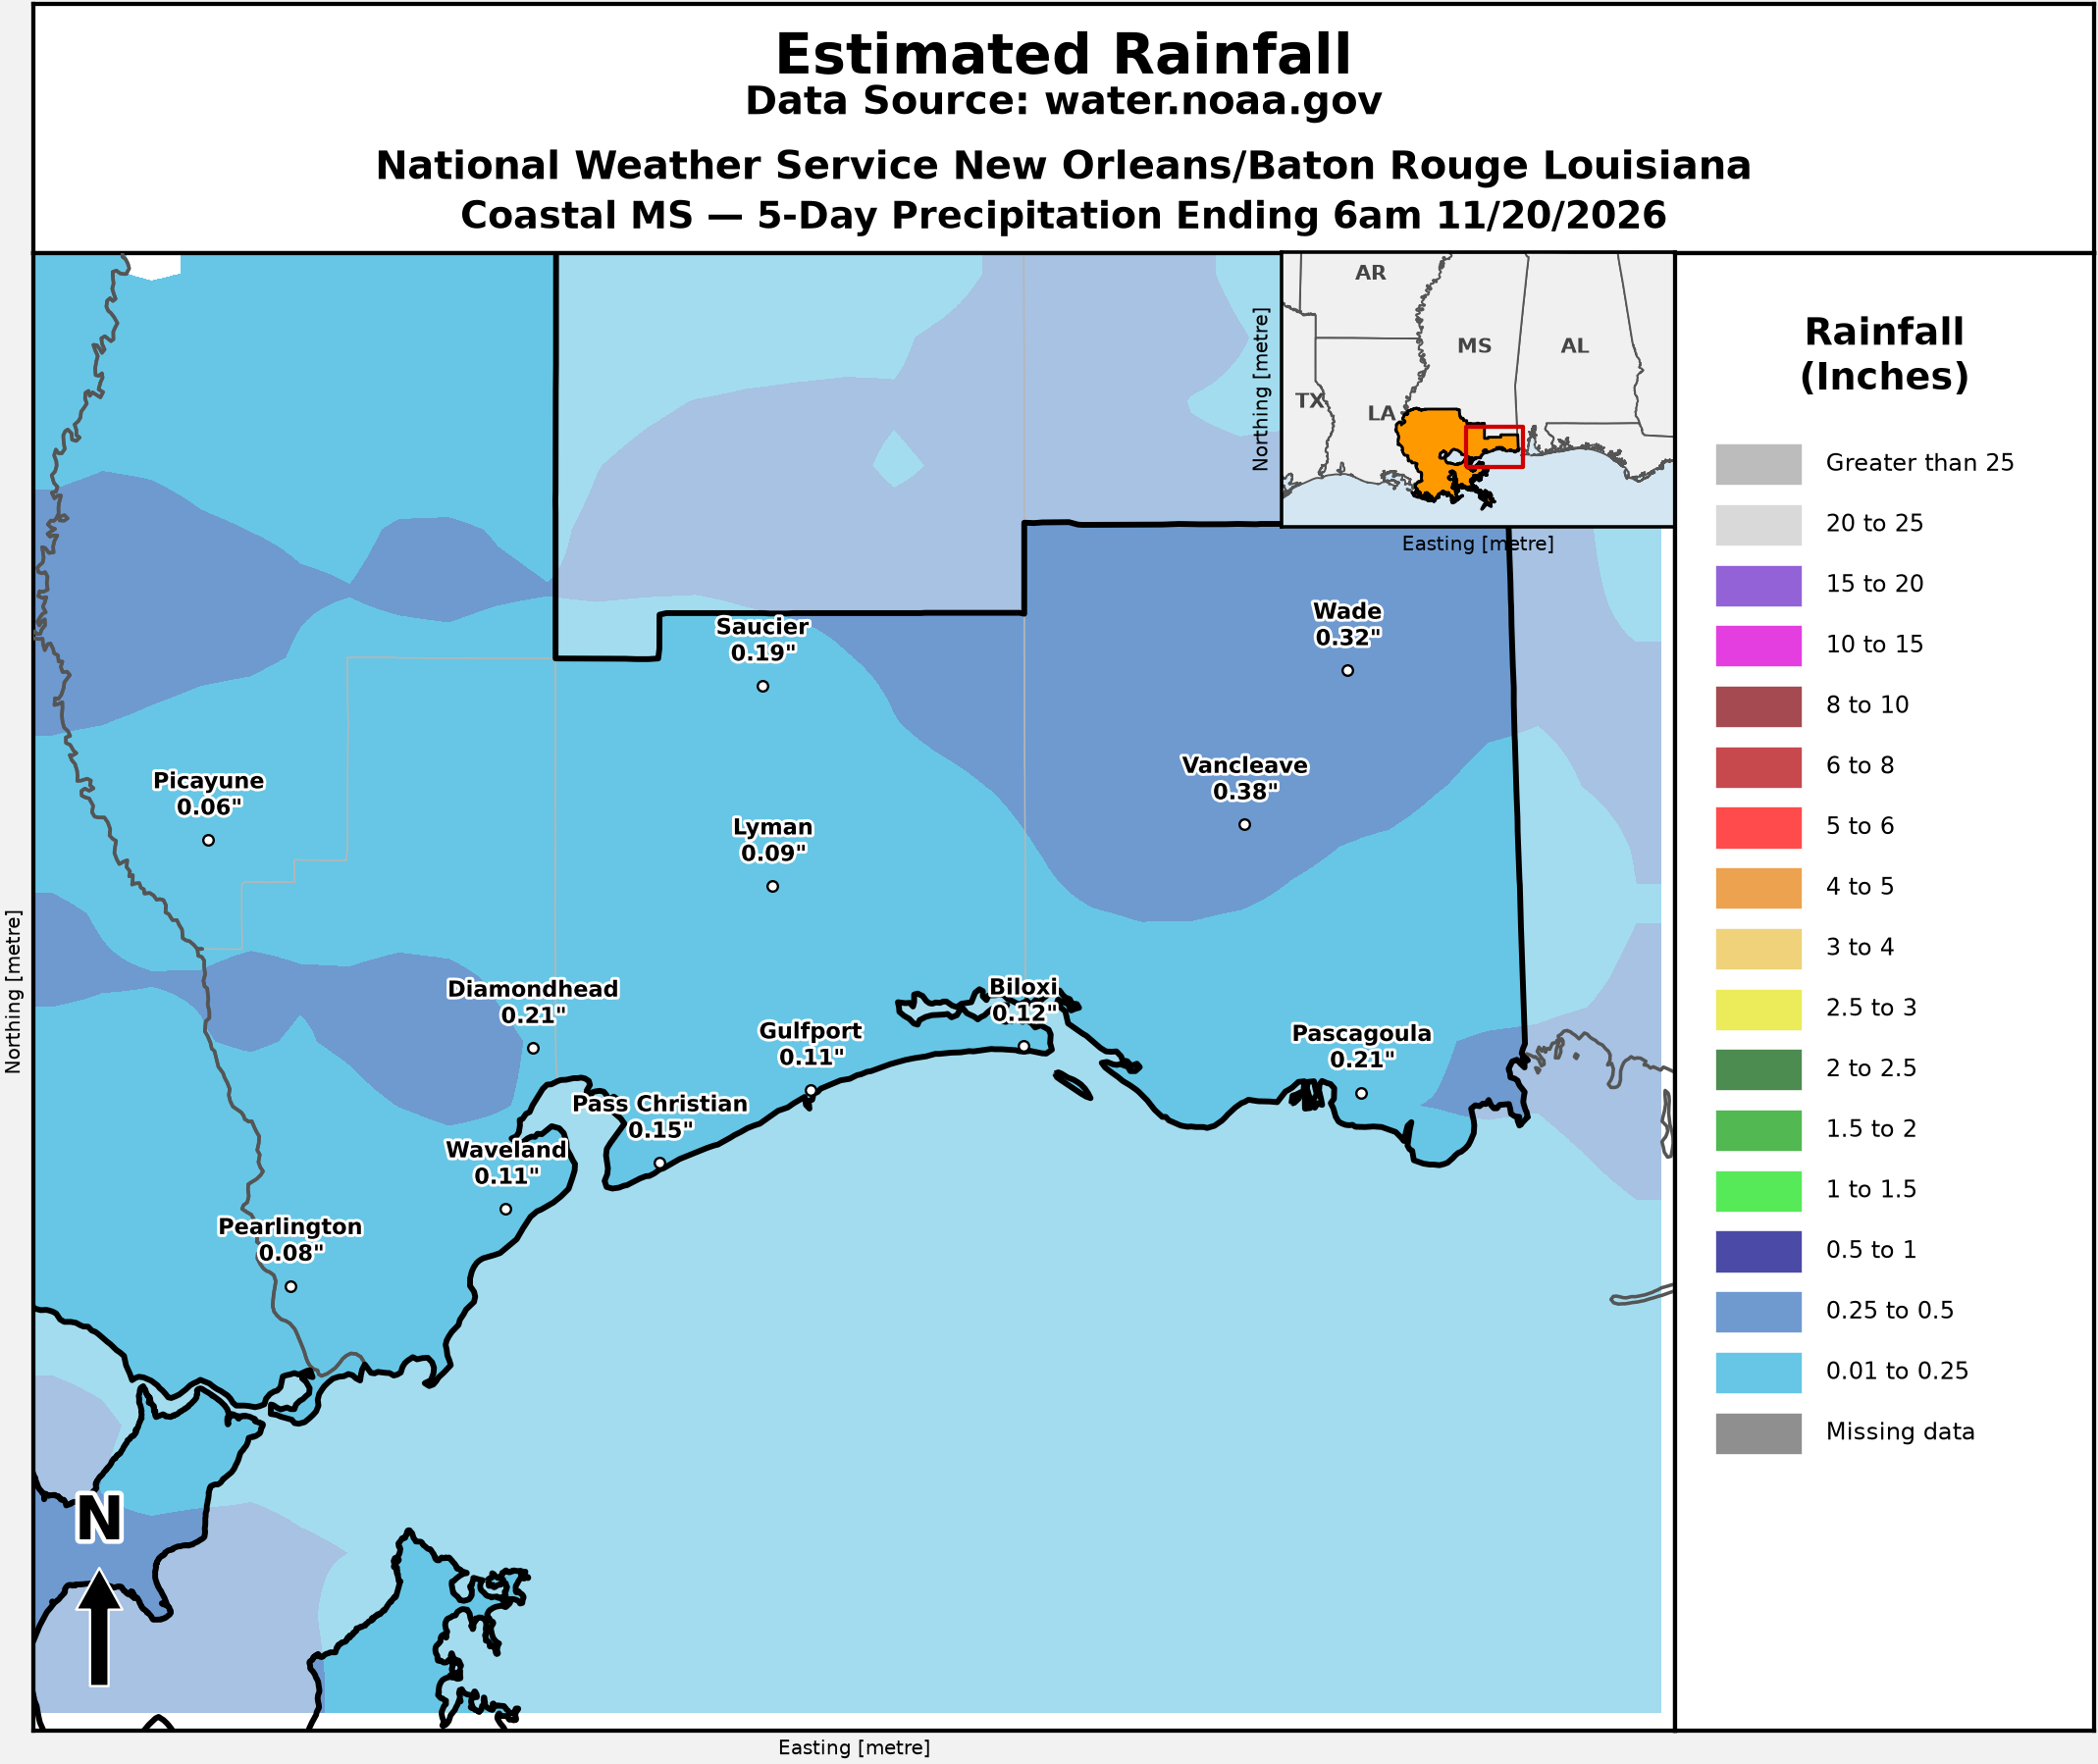 Estimated Rainfall
Data Source: water.noaa.gov
National Weather Service New Orleans/Baton Rouge Louisiana
Coastal MS — 5-Day Precipitation Ending 6am 11/20/2026
AR
MS
AL
TX
LA
Northing [metre]
Easting [metre]
Rainfall
(Inches)
Greater than 25
20 to 25
15 to 20
10 to 15
8 to 10
6 to 8
5 to 6
4 to 5
3 to 4
2.5 to 3
2 to 2.5
1.5 to 2
1 to 1.5
0.5 to 1
0.25 to 0.5
0.01 to 0.25
Missing data
Wade
0.32"
Saucier
0.19"
Vancleave
0.38"
Picayune
0.06"
Lyman
0.09"
Diamondhead
0.21"
Biloxi
0.12"
Gulfport
0.11"
Pascagoula
0.21"
Pass Christian
0.15"
Waveland
0.11"
Pearlington
0.08"
N
Northing [metre]
Easting [metre]